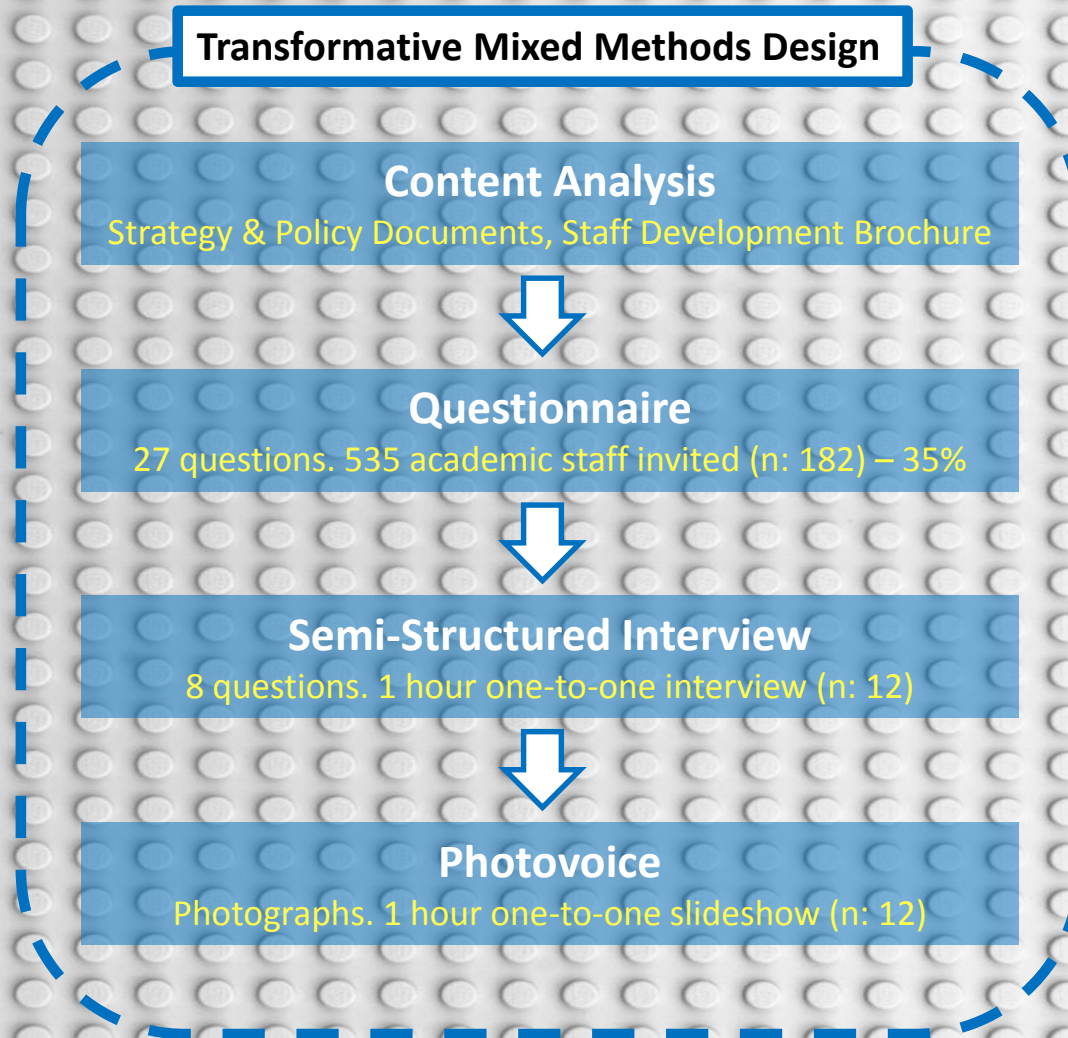 Transformative Mixed Methods Design
Content Analysis
Strategy & Policy Documents, Staff Development Brochure
Questionnaire
27 questions. 535 academic staff invited (n: 182) – 35%
Semi-Structured Interview
8 questions. 1 hour one-to-one interview (n: 12)
Photovoice
Photographs. 1 hour one-to-one slideshow (n: 12)